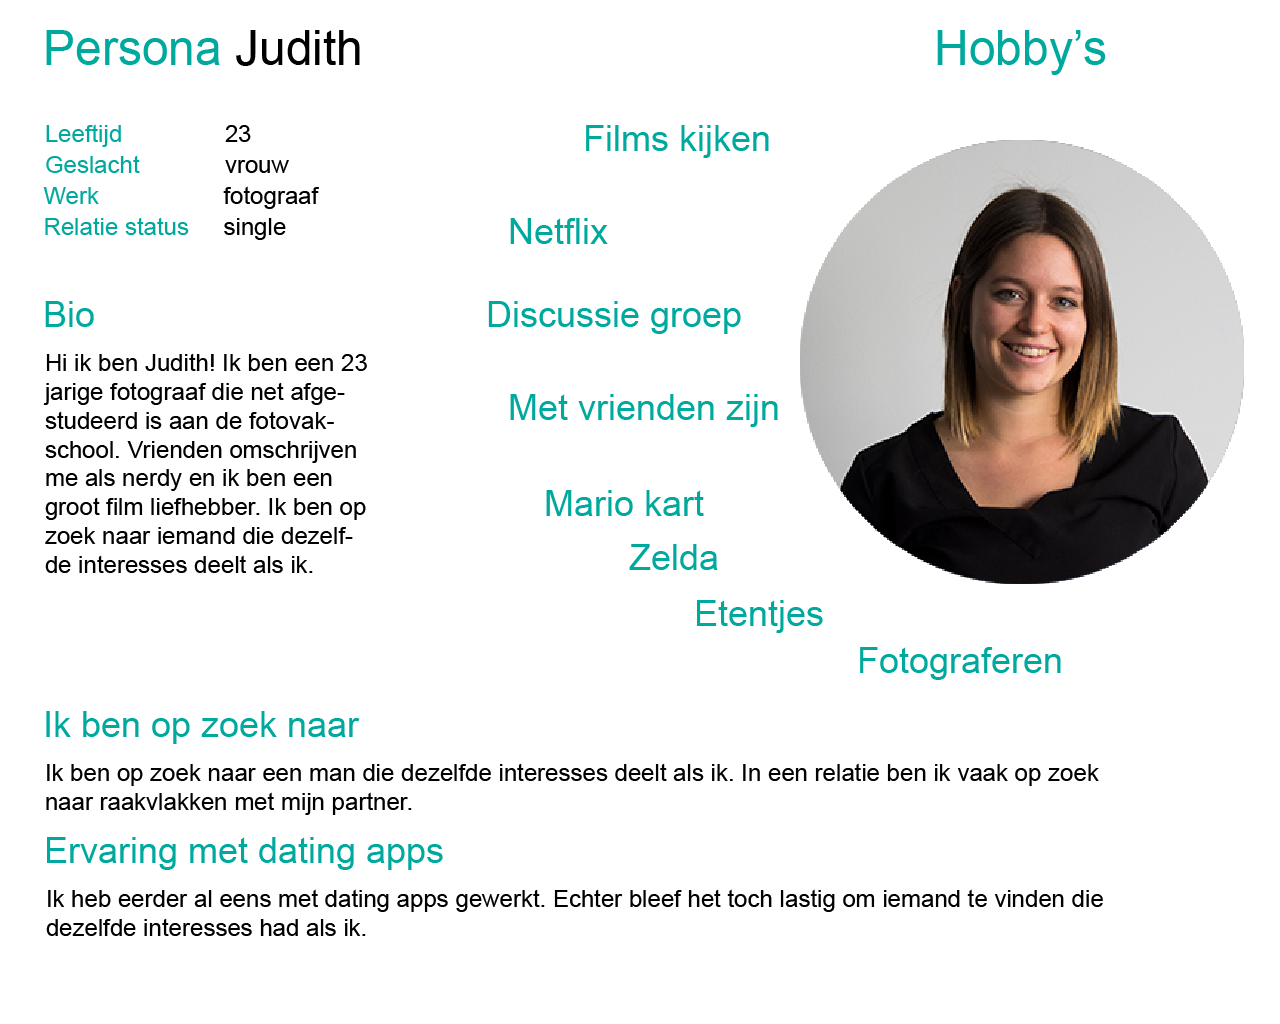 Persona Judith
Leeftijd 23
Geslacht vrouw
Werk fotograaf
Relatie status single
Bio
Hi ik ben Judith! Ik ben een 23
jarige fotograaf die net afge-
studeerd is aan de fotovak-
school. Vrienden omschrijven
me als nerdy en ik ben een
groot film liefhebber. Ik ben op
zoek naar iemand die dezelf-
de interesses deelt als ik.
Hobby’s
Films kijken
Netflix
Discussie groep
Met vrienden zijn
Mario kart
Zelda
Etentjes
Fotograferen
Ik ben op zoek naar
Ik ben op zoek naar een man die dezelfde interesses deelt als ik. In een relatie ben ik vaak op zoek
naar raakvlakken met mijn partner.
Ervaring met dating apps
Ik heb eerder al eens met dating apps gewerkt. Echter bleef het toch lastig om iemand te vinden die
dezelfde interesses had als ik.